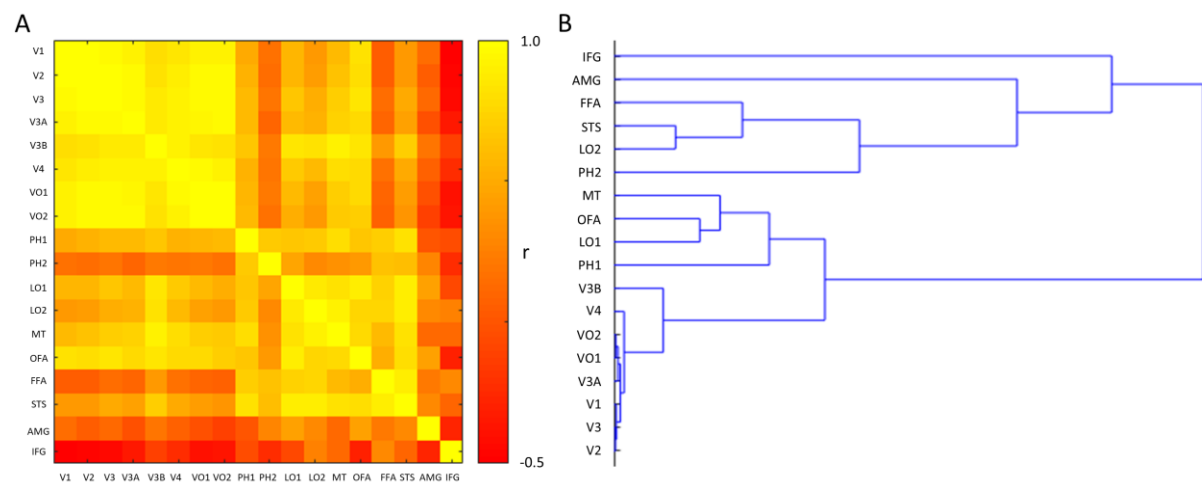 A
V1
V2
V3
V3A
V3B
V4
VO1
VO2
PH1
PH2
LO1
LO2
MT
OFA
FFA
STS
AMG
IFG
V1 V2 V3 V3A V3B V4 VO1 VO2 PH1 PH2 LO1 LO2 MT OFA FFA STS AMG IFG
1.0
r
-0.5
B
IFG
AMG
FFA
STS
LO2
PH2
MT
OFA
LO1
PH1
V3B
V4
VO2
VO1
V3A
V1
V3
V2